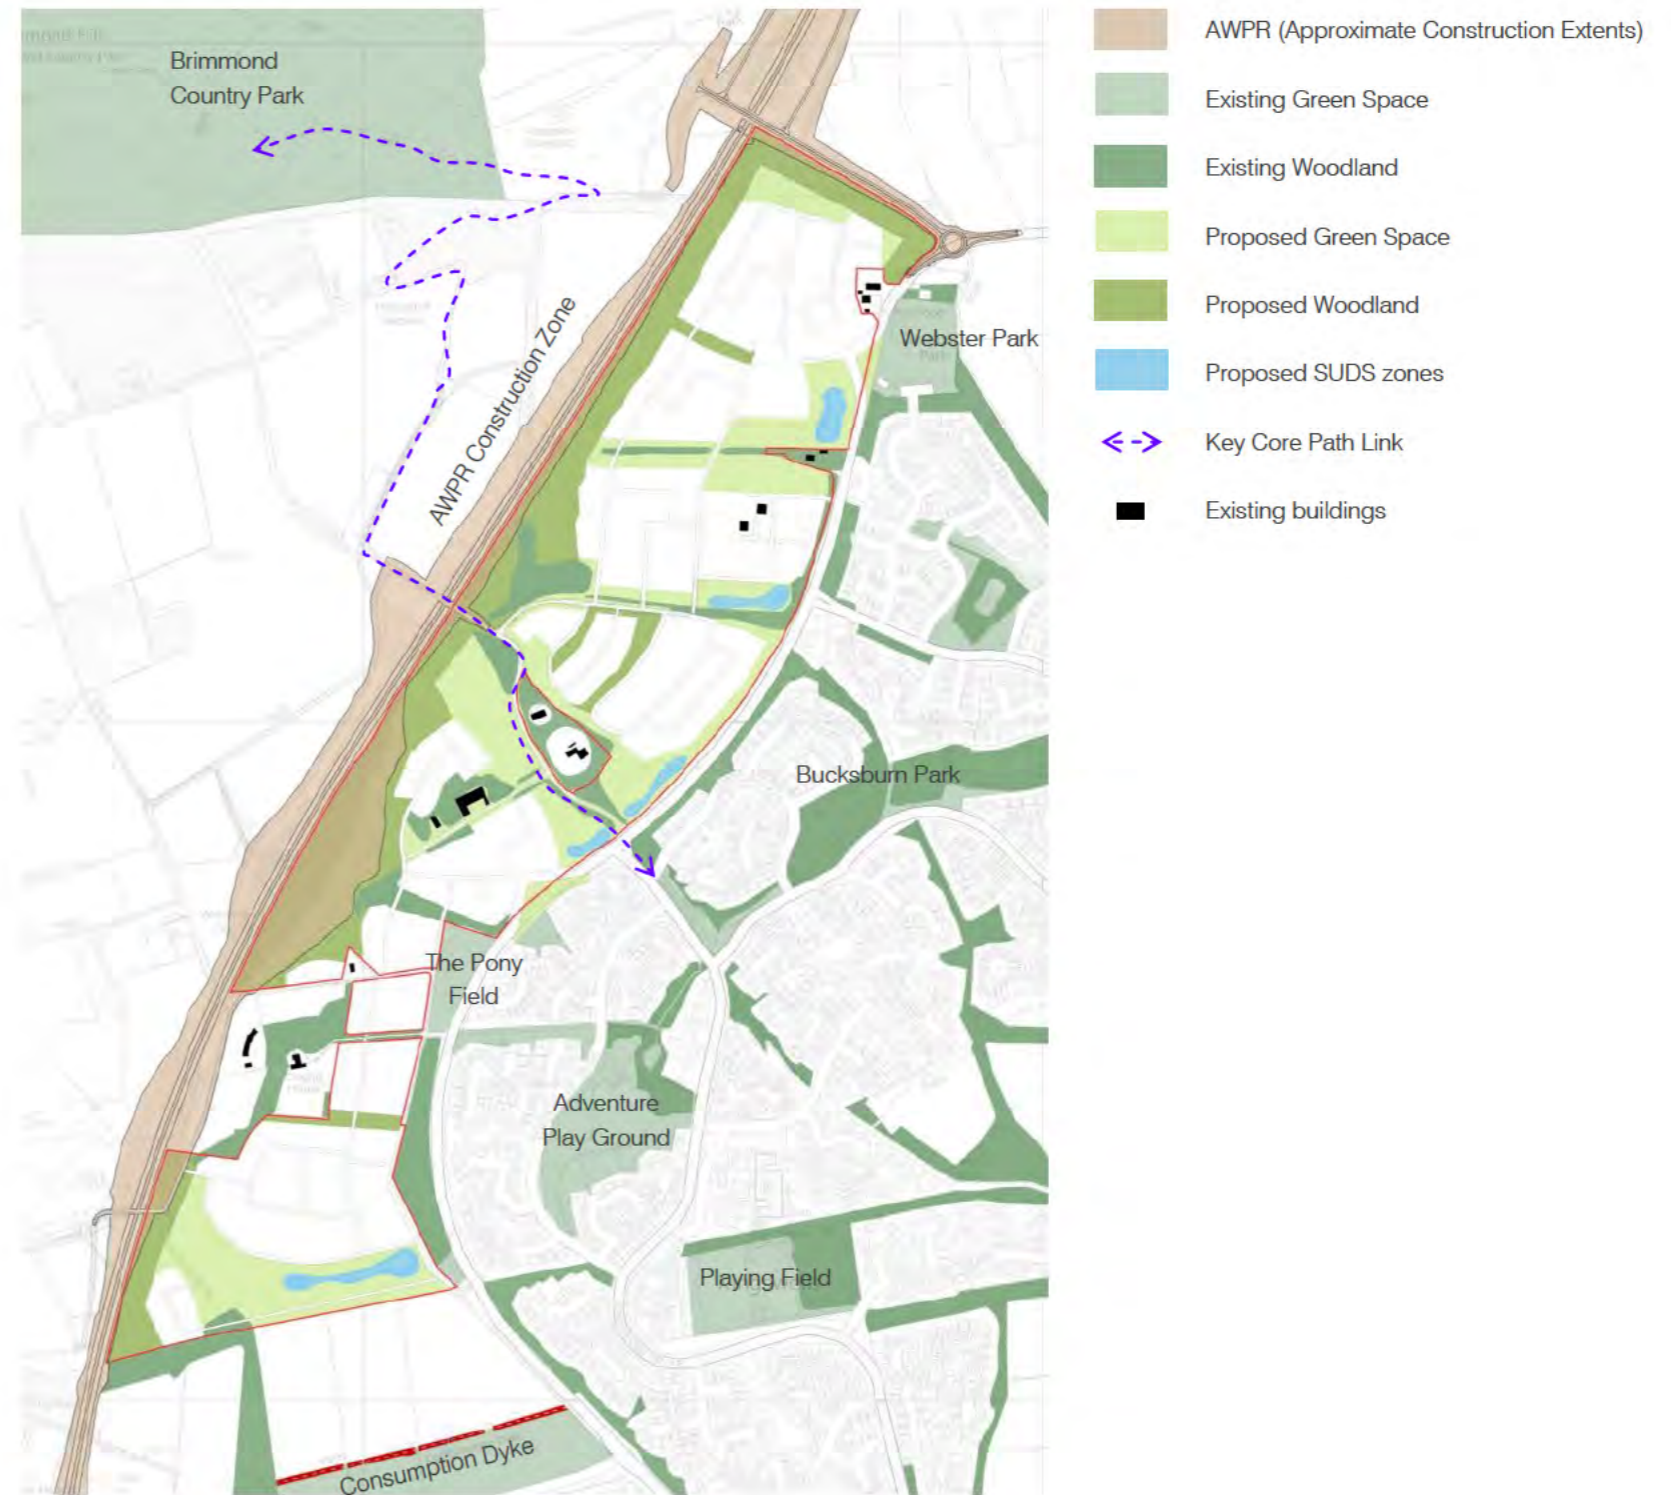 Brimmond
Country Park
AWPR Construction Zone
Webster Park
Bucksburn Park
The Pony
Field
Adventure
Play Ground
Playing Field
Consumption Dyke
AWPR (Approximate Construction Extents)
Existing Green Space
Existing Woodland
Proposed Green Space
Proposed Woodland
Proposed SUDS zones
Key Core Path Link
Existing buildings